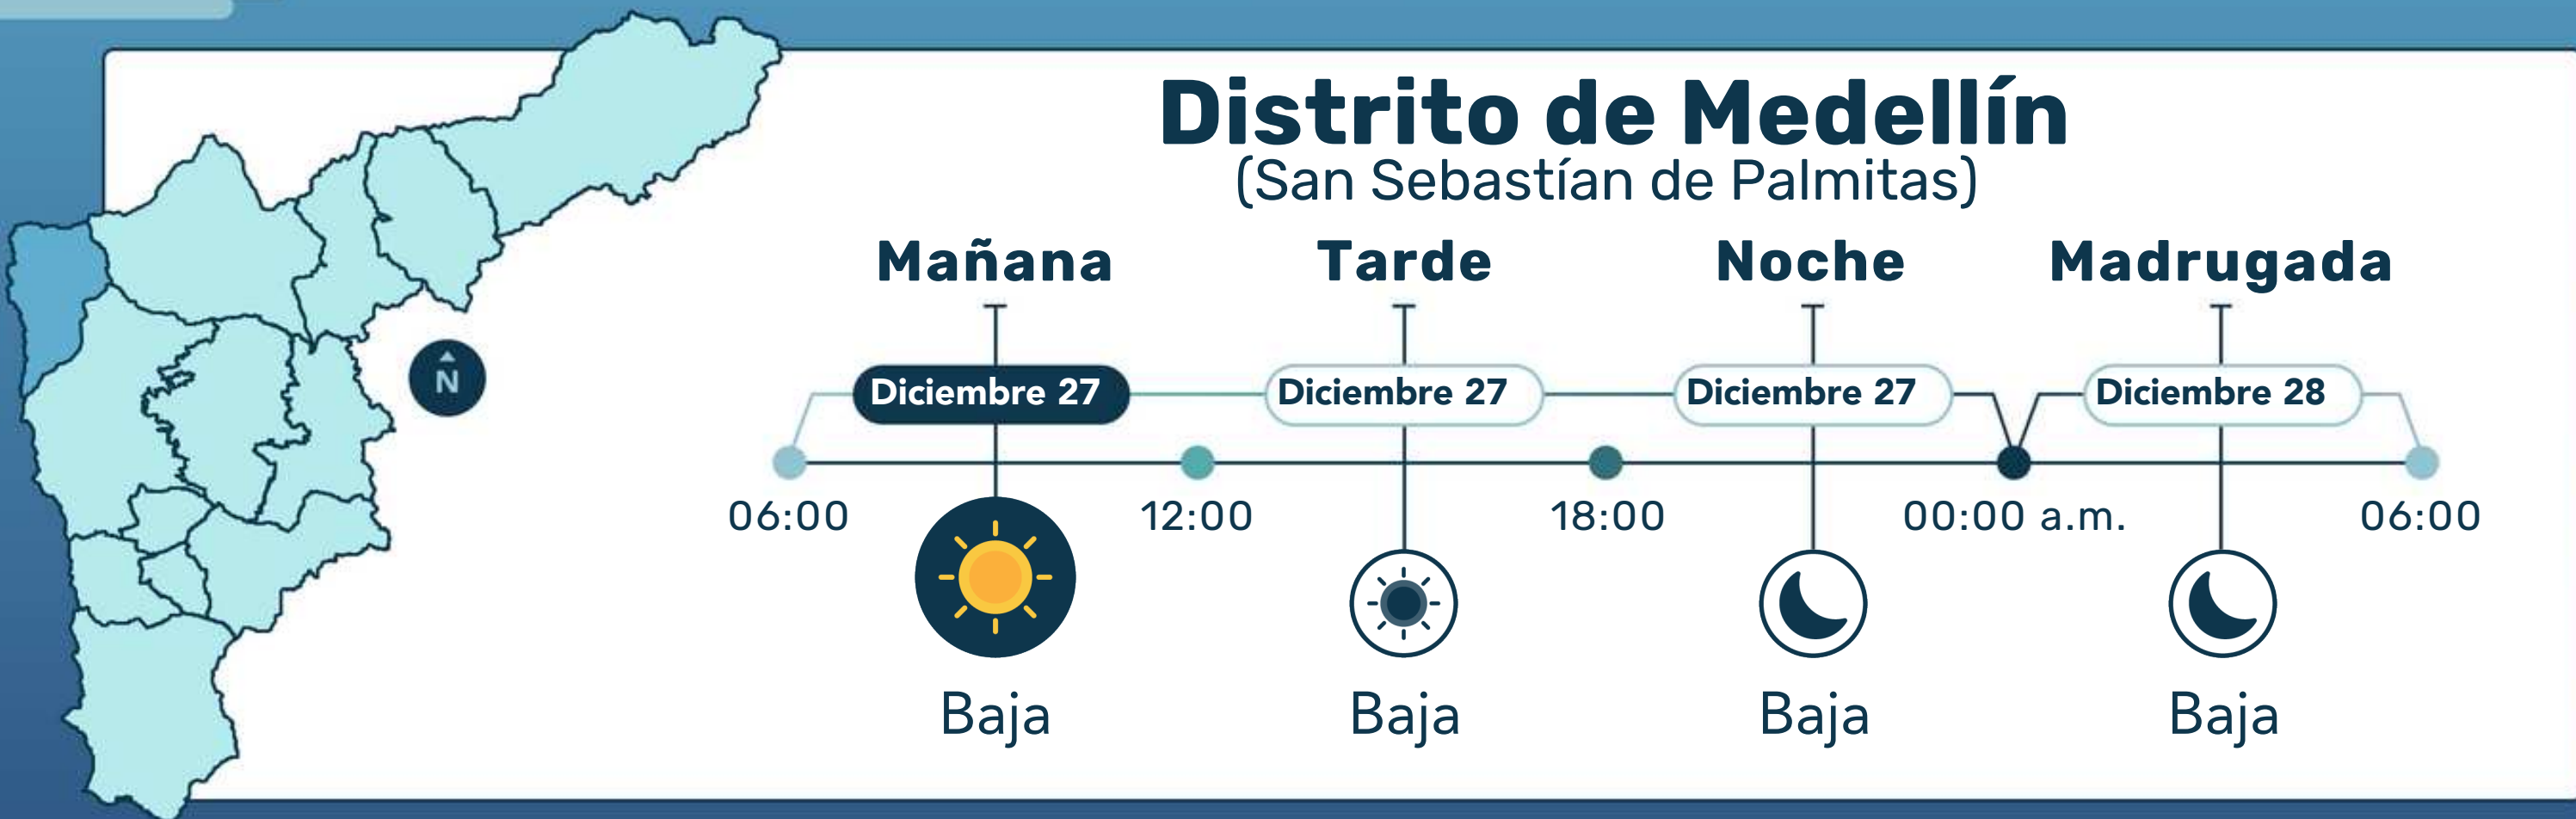 Distrito de Medellín
(San Sebastían de Palmitas)
Mañana Tarde Noche Madrugada
Diciembre 27 Diciembre 27 Diciembre 27 Diciembre 28
N
06:00 12:00 18:00 00:00 a.m. 06:00
Baja Baja Baja Baja